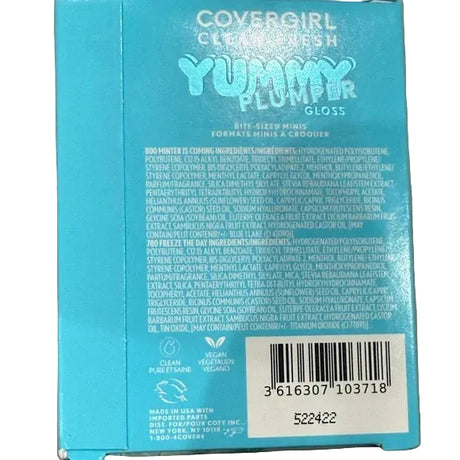 COVERGIRL
CLEAN FRESH
YUMMY
PLUMPER
GLOSS
BITE-SIZED MINIS
FORMATS MINIS À CROQUER
800 MINTER IS COMING INGREDIENTS/INGRÉDIENTS: HYDROGENATED POLYISOBUTENE,
POLYBUTENE, C12-15 ALKYL BENZOATE, TRIDECYL TRIMELLITATE, ETHYLENE/PROPYLENE/
STYRENE COPOLYMER, BIS-DIGLYCERYL POLYACYLADIPATE-2, MENTHOL, BUTYLENE/ETHYLENE/
STYRENE COPOLYMER, MENTHYL LACTATE, CAPRYLYL GLYCOL, MENTHOXYPROPANEDIOL,
PARFUM/FRAGRANCE, SILICA DIMETHYL SILYLATE, STEVIA REBAUDIANA LEAF/STEM EXTRACT,
PENTAERYTHRITYL TETRA-DI-T-BUTYL HYDROXYHYDROCINNAMATE, TOCOPHERYL ACETATE,
HELIANTHUS ANNUUS (SUNFLOWER) SEED OIL, CAPRYLIC/CAPRIC TRIGLYCERIDE, RICINUS
COMMUNIS (CASTOR) SEED OIL, SODIUM HYALURONATE, CAPSICUM FRUTESCENS RESIN,
GLYCINE SOJA (SOYBEAN) OIL, EUTERPE OLERACEA FRUIT EXTRACT, LYCIUM BARBARUM FRUIT
EXTRACT, SAMBUCUS NIGRA FRUIT EXTRACT, HYDROGENATED CASTOR OIL, [MAY
CONTAIN/PEUT CONTENIR/+/-: BLUE 1 LAKE (CI 42090)].
780 FREEZE THE DAY INGREDIENTS/INGRÉDIENTS: HYDROGENATED POLYISOBUTENE,
POLYBUTENE, C12-15 ALKYL BENZOATE, TRIDECYL TRIMELLITATE, ETHYLENE/PROPYLENE/
STYRENE COPOLYMER, BIS-DIGLYCERYL POLYACYLADIPATE-2, MENTHOL, BUTYLENE/ETHYLENE/
STYRENE COPOLYMER, MENTHYL LACTATE, CAPRYLYL GLYCOL, MENTHOXYPROPANEDIOL,
PARFUM/FRAGRANCE, SILICA DIMETHYL SILYLATE, MICA, STEVIA REBAUDIANA LEAF/STEM
EXTRACT, SILICA, PENTAERYTHRITYL TETRA-DI-T-BUTYL HYDROXYHYDROCINNAMATE,
TOCOPHERYL ACETATE, HELIANTHUS ANNUUS (SUNFLOWER) SEED OIL, CAPRYLIC/CAPRIC
TRIGLYCERIDE, RICINUS COMMUNIS (CASTOR) SEED OIL, SODIUM HYALURONATE, CAPSICUM
FRUTESCENS RESIN, GLYCINE SOJA (SOYBEAN) OIL, EUTERPE OLERACEA FRUIT EXTRACT, LYCIUM
BARBARUM FRUIT EXTRACT, SAMBUCUS NIGRA FRUIT EXTRACT, HYDROGENATED CASTOR
OIL, TIN OXIDE, [MAY CONTAIN/PEUT CONTENIR/+/-: TITANIUM DIOXIDE (CI 77891)].
CLEAN
PURE ET SAINE
VEGAN
VÉGÉTALIEN
VEGANO
MADE IN USA WITH
IMPORTED PARTS
DIST. FOR/POUR COTY INC.
NEW YORK, NY 10118
1-800-4COVER4
3 616307 103718
522422